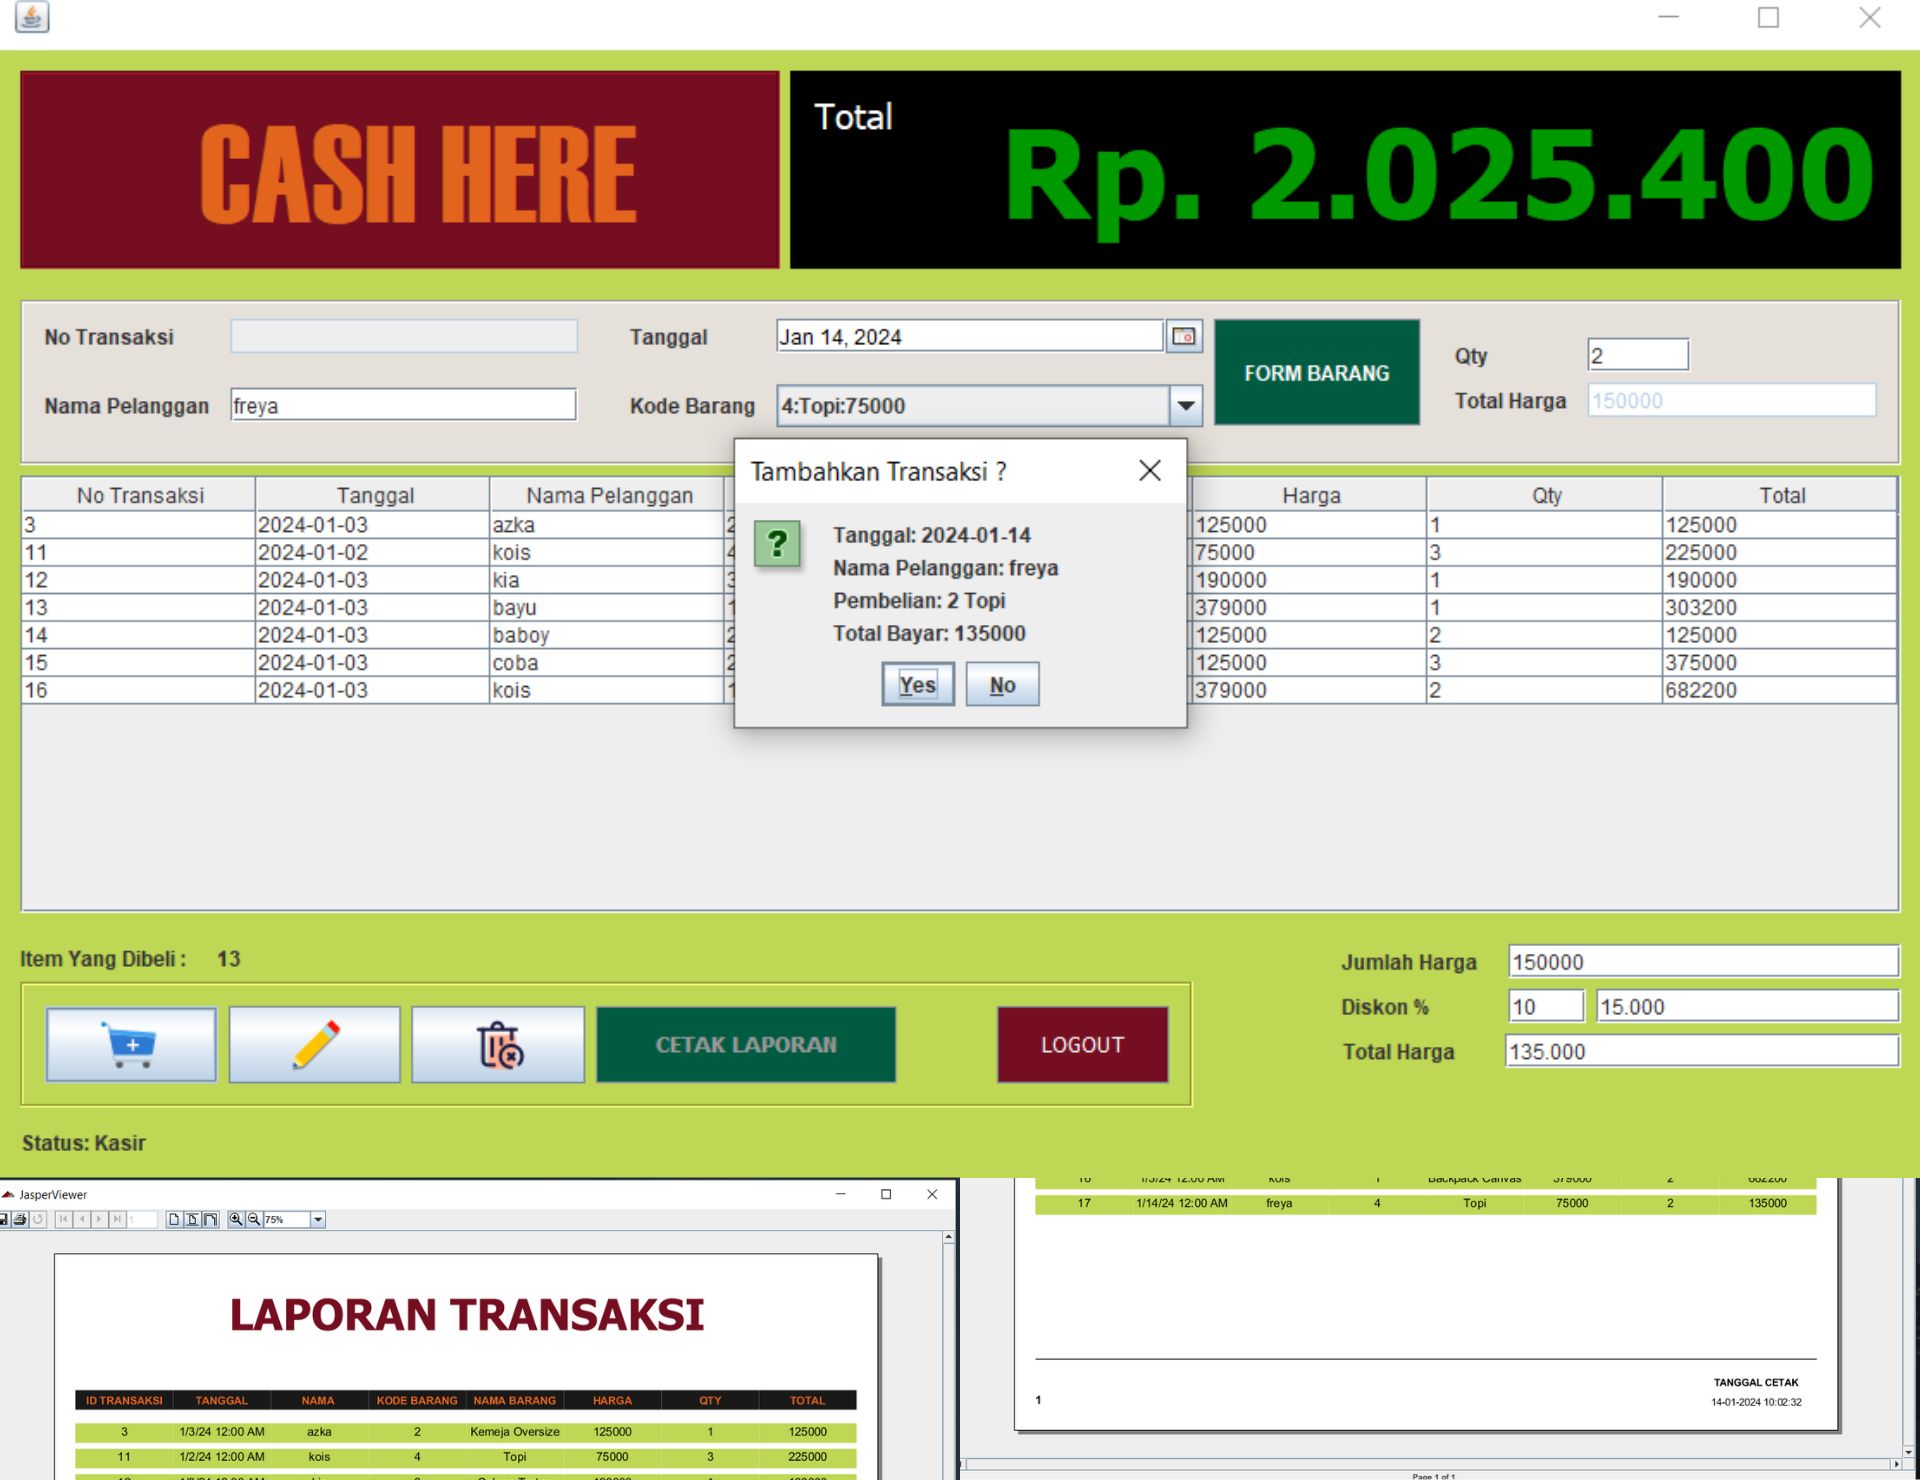 CASH HERE
Total
Rp. 2.025.400
No Transaksi
Tanggal Jan 14, 2024
FORM BARANG
Qty 2
Nama Pelanggan freya
Kode Barang 4:Topi:75000
Total Harga 150000
No Transaksi Tanggal Nama Pelanggan Harga Qty Total
3 2024-01-03 azka 2 125000 1 125000
11 2024-01-02 kois 4 75000 3 225000
12 2024-01-03 kia 3 190000 1 190000
13 2024-01-03 bayu 1 379000 1 303200
14 2024-01-03 baboy 2 125000 2 125000
15 2024-01-03 coba 2 125000 3 375000
16 2024-01-03 kois 1 379000 2 682200
Tambahkan Transaksi ?
?
Tanggal: 2024-01-14
Nama Pelanggan: freya
Pembelian: 2 Topi
Total Bayar: 135000
Yes No
Item Yang Dibeli : 13
Jumlah Harga 150000
Diskon % 10 15.000
Total Harga 135.000
CETAK LAPORAN
LOGOUT
Status: Kasir
JasperViewer
75%
LAPORAN TRANSAKSI
ID TRANSAKSI TANGGAL NAMA KODE BARANG NAMA BARANG HARGA QTY TOTAL
3 1/3/24 12:00 AM azka 2 Kemeja Oversize 125000 1 125000
11 1/2/24 12:00 AM kois 4 Topi 75000 3 225000
16 1/3/24 12:00 AM kois 1 Backpack Canvas 379000 2 682200
17 1/14/24 12:00 AM freya 4 Topi 75000 2 135000
TANGGAL CETAK
1
14-01-2024 10:02:32
Page 1 of 1